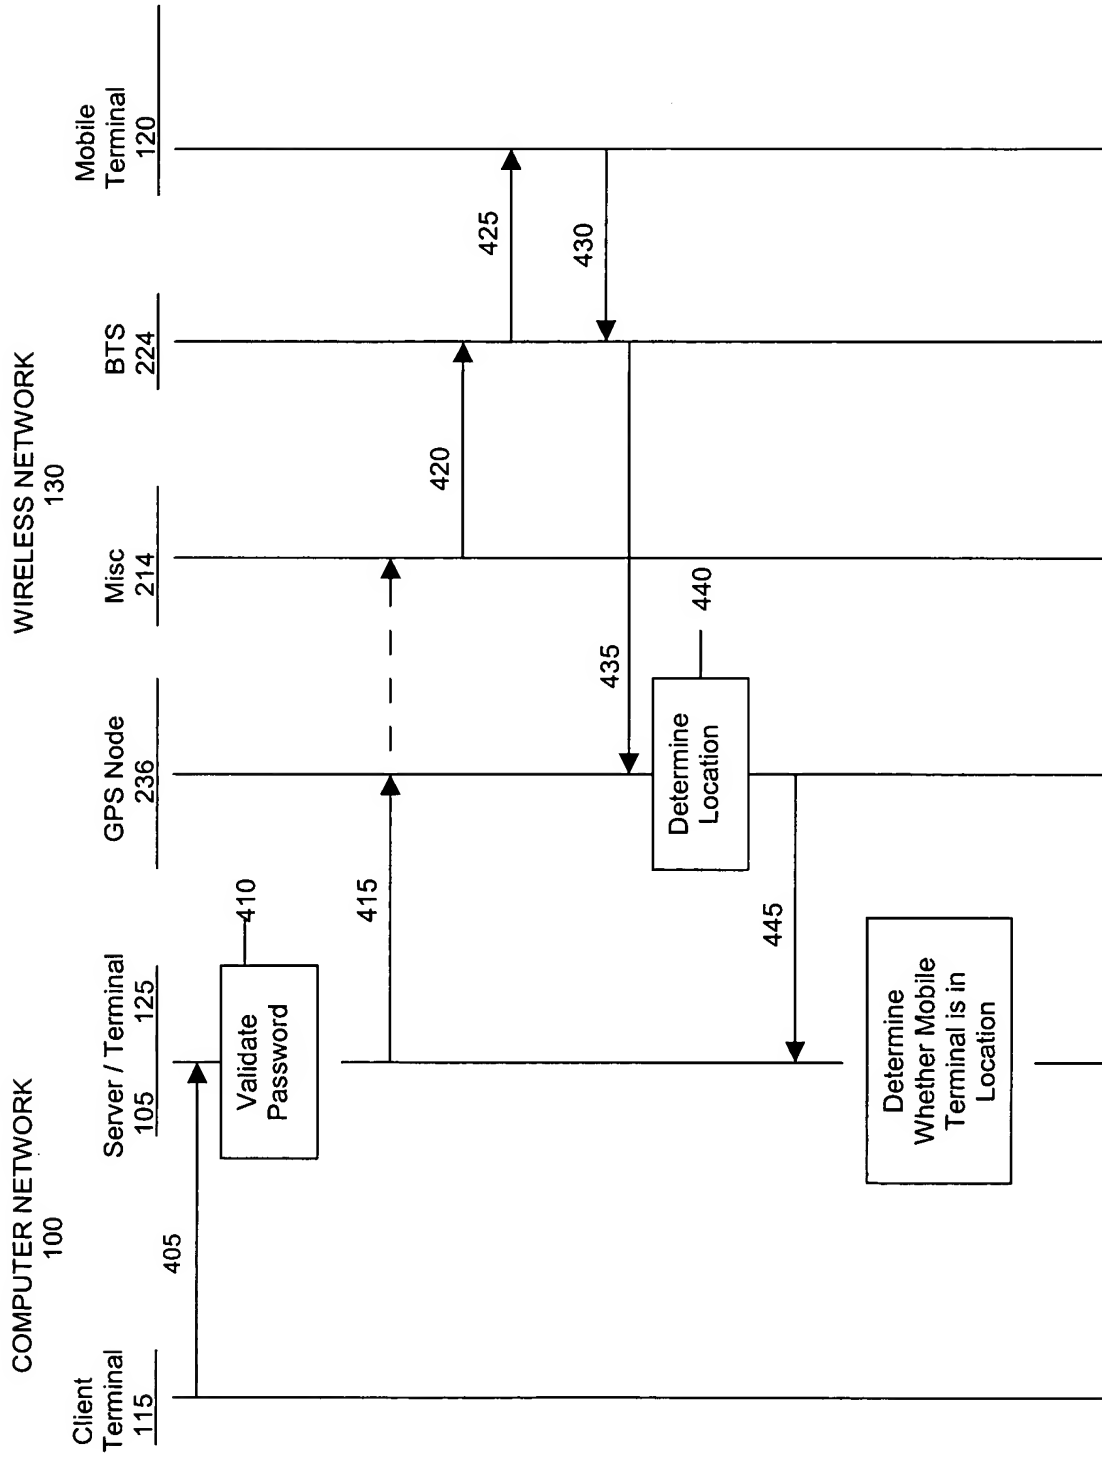 COMPUTER NETWORK
100
WIRELESS NETWORK
130
Client
Terminal
115
Server / Terminal
105 125
GPS Node
236
Misc
214
BTS
224
Mobile
Terminal
120
405
Validate
Password
410
415
420
425
430
435
Determine
Location
440
445
Determine
Whether Mobile
Terminal is in
Location